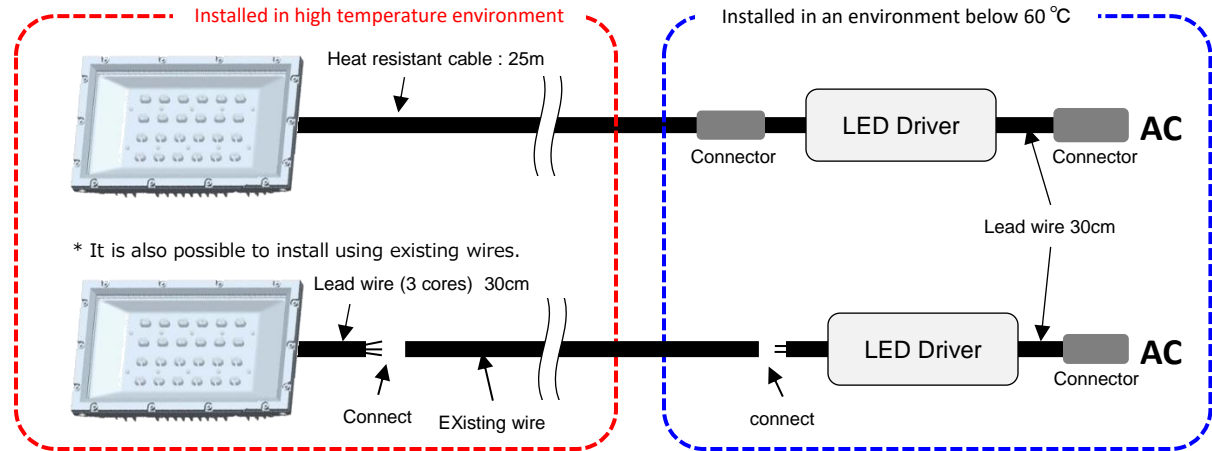 Installed in high temperature environment
Installed in an environment below 60 ℃
Heat resistant cable : 25m
LED Driver
AC
Connector
Connector
Lead wire 30cm
* It is also possible to install using existing wires.
Lead wire (3 cores) 30cm
LED Driver
AC
Connector
Connect
EXisting wire
connect